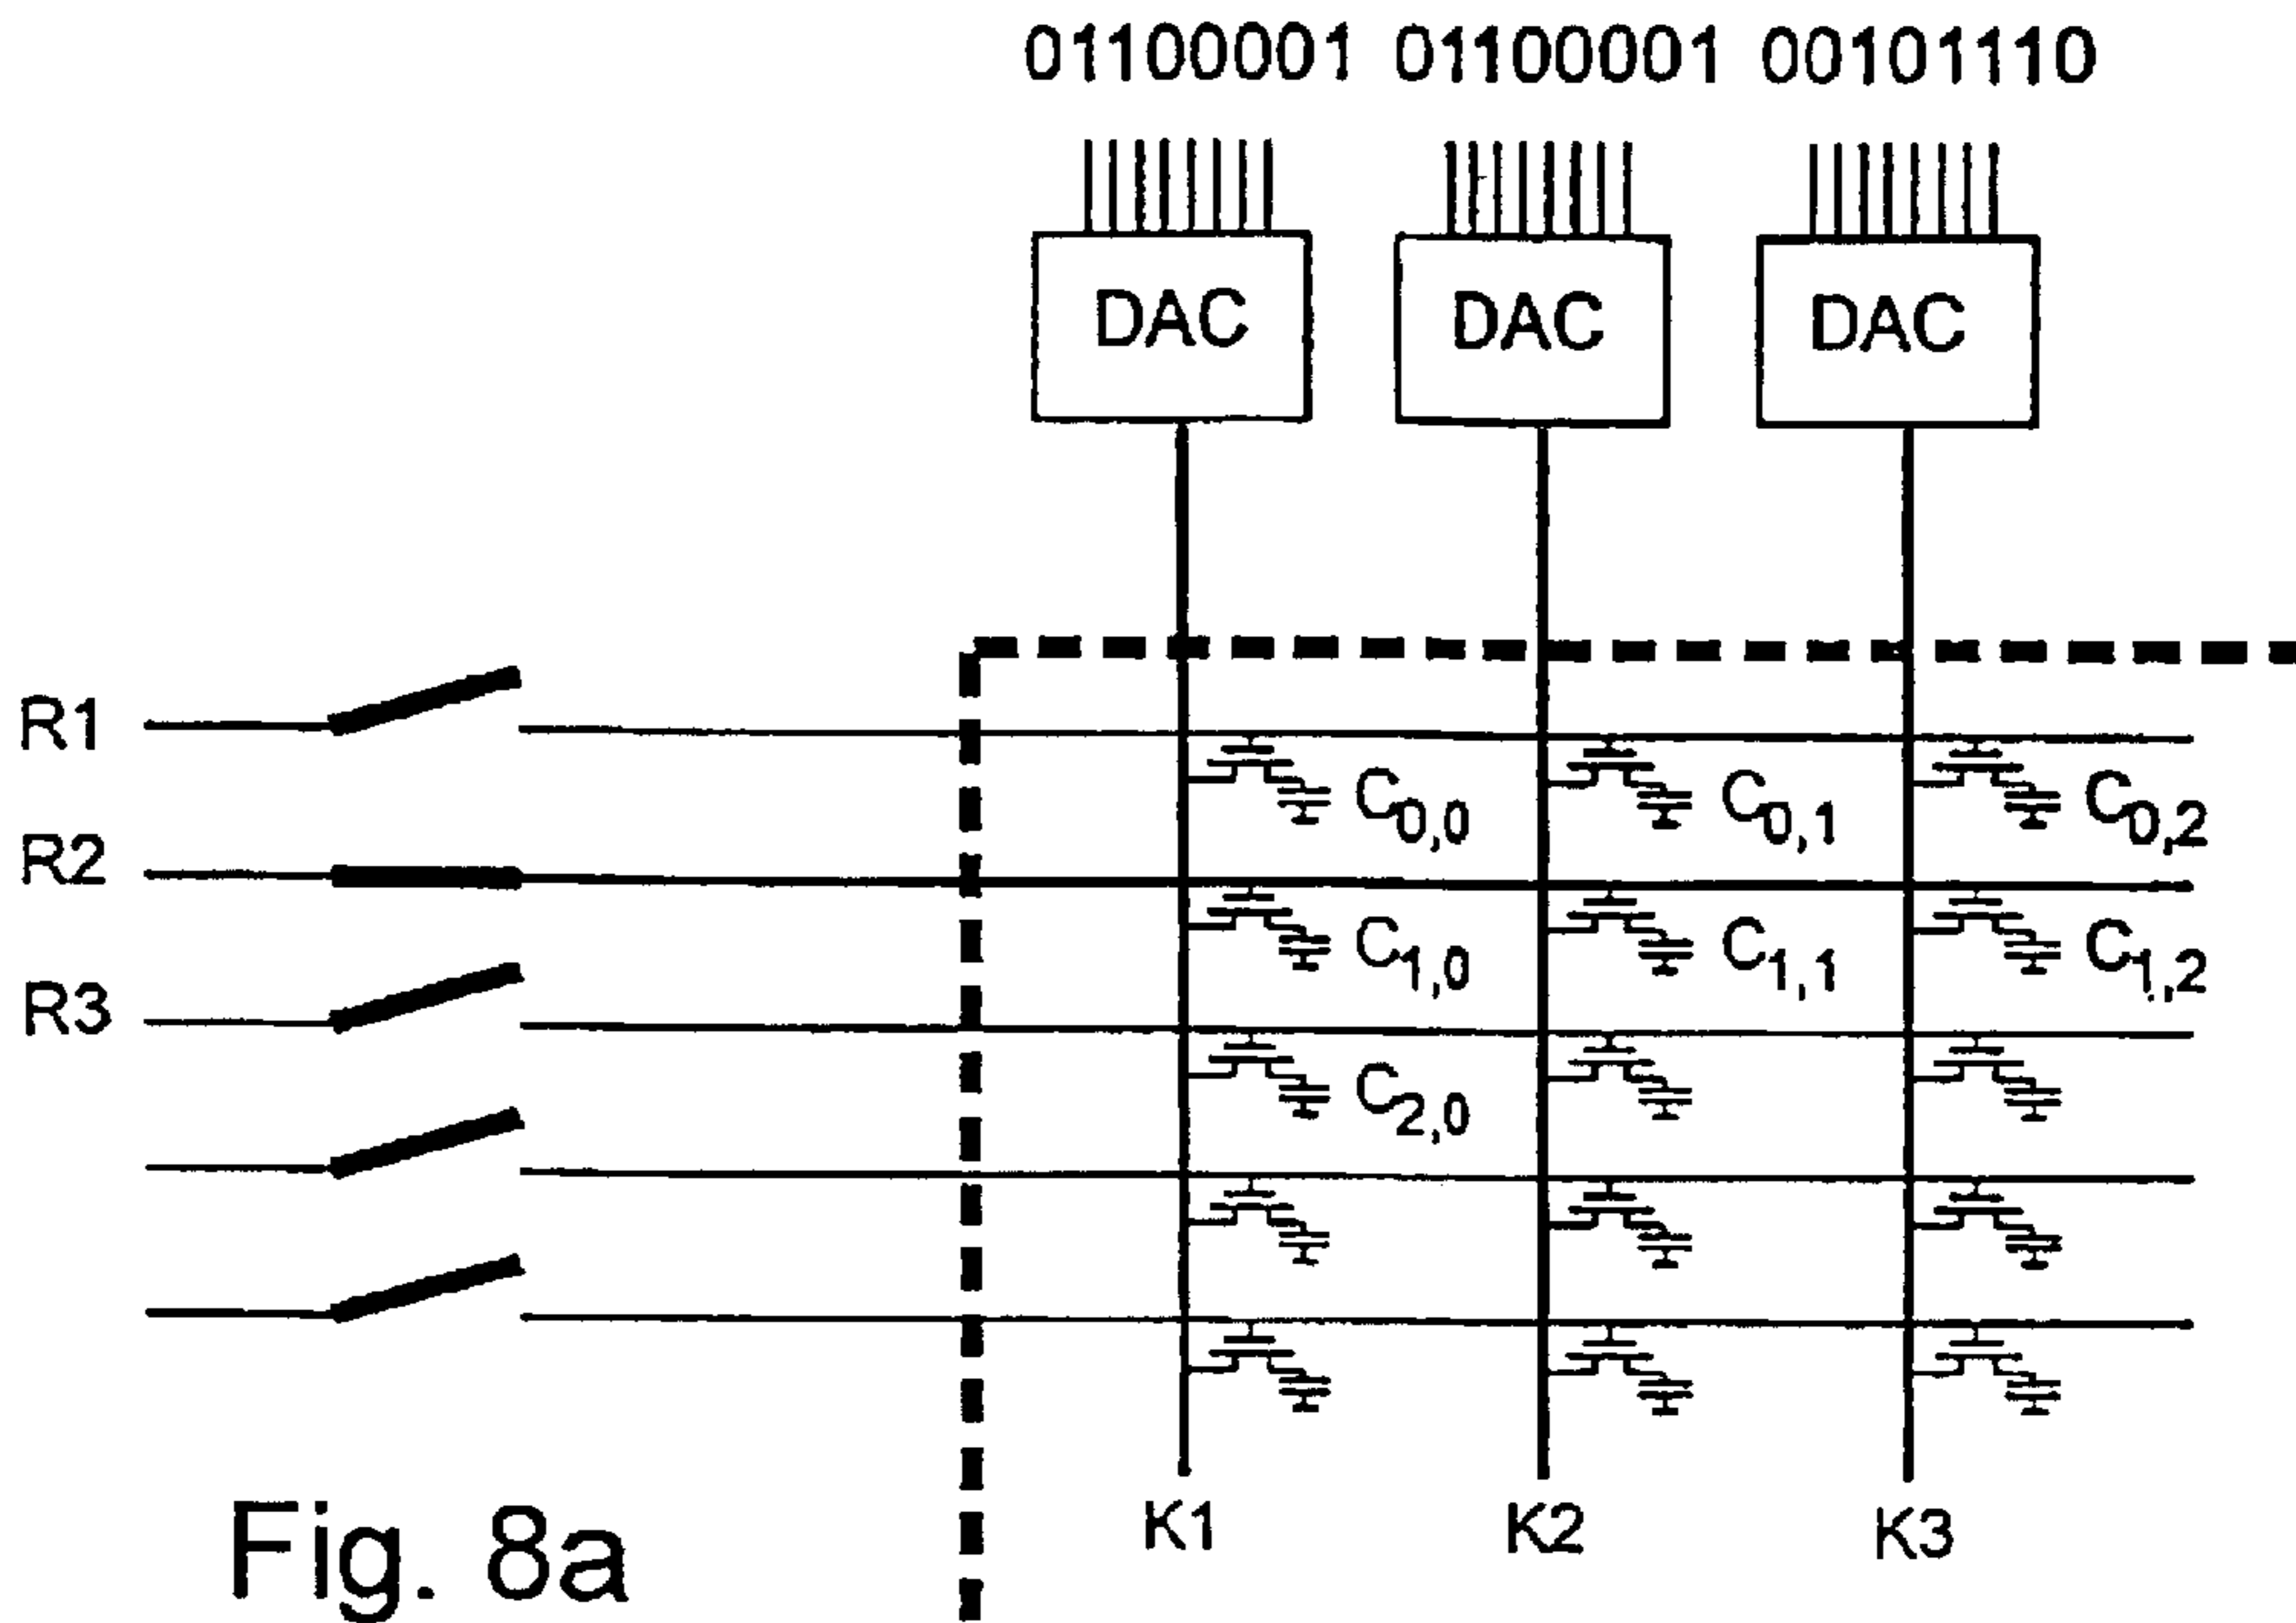 01100001 01100001 00101110
DAC DAC DAC
R1
C0,0 C0,1 C0,2
R2
C1,0 C1,1 C1,2
R3
C2,0
K1 K2 K3
Fig. 8a